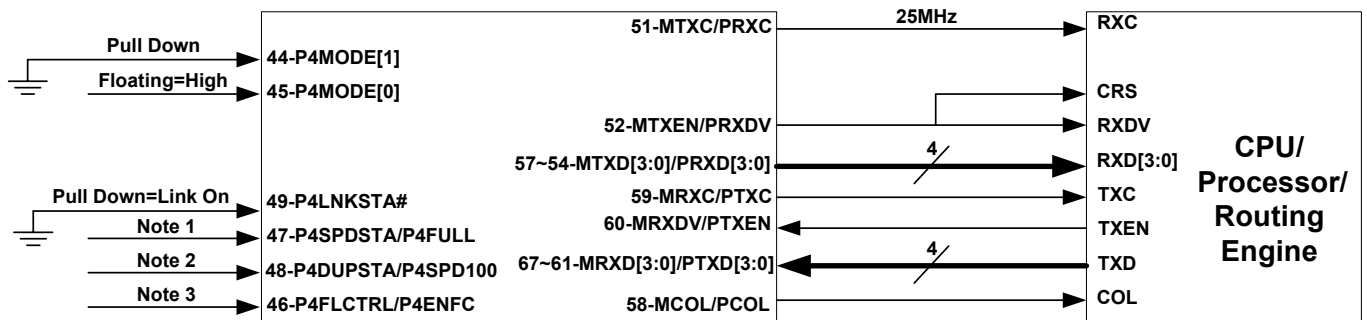 Pull Down
44-P4MODE[1]
Floating=High
45-P4MODE[0]
Pull Down=Link On
49-P4LNKSTA#
Note 1
47-P4SPDSTA/P4FULL
Note 2
48-P4DUPSTA/P4SPD100
Note 3
46-P4FLCTRL/P4ENFC
51-MTXC/PRXC
25MHz
RXC
CRS
52-MTXEN/PRXDV
RXDV
57~54-MTXD[3:0]/PRXD[3:0]
4
RXD[3:0]
59-MRXC/PTXC
TXC
60-MRXDV/PTXEN
TXEN
67~61-MRXD[3:0]/PTXD[3:0]
4
TXD
58-MCOL/PCOL
COL
CPU/
Processor/
Routing
Engine